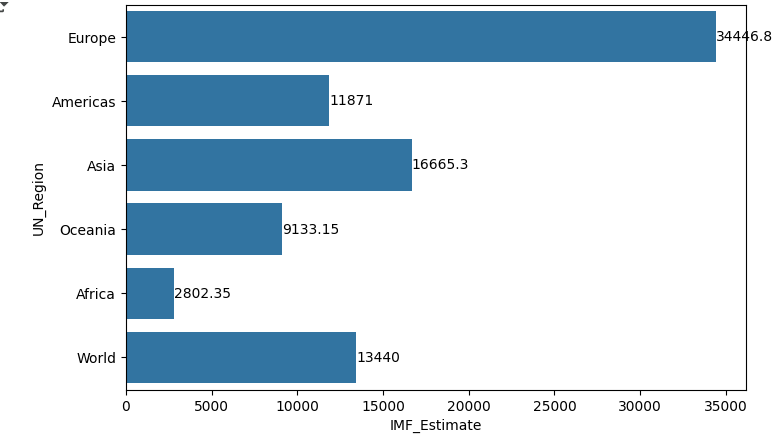 Europe 34446.8
Americas 11871
Asia 16665.3
Oceania 9133.15
Africa 2802.35
World 13440
UN_Region
0 5000 10000 15000 20000 25000 30000 35000
IMF_Estimate